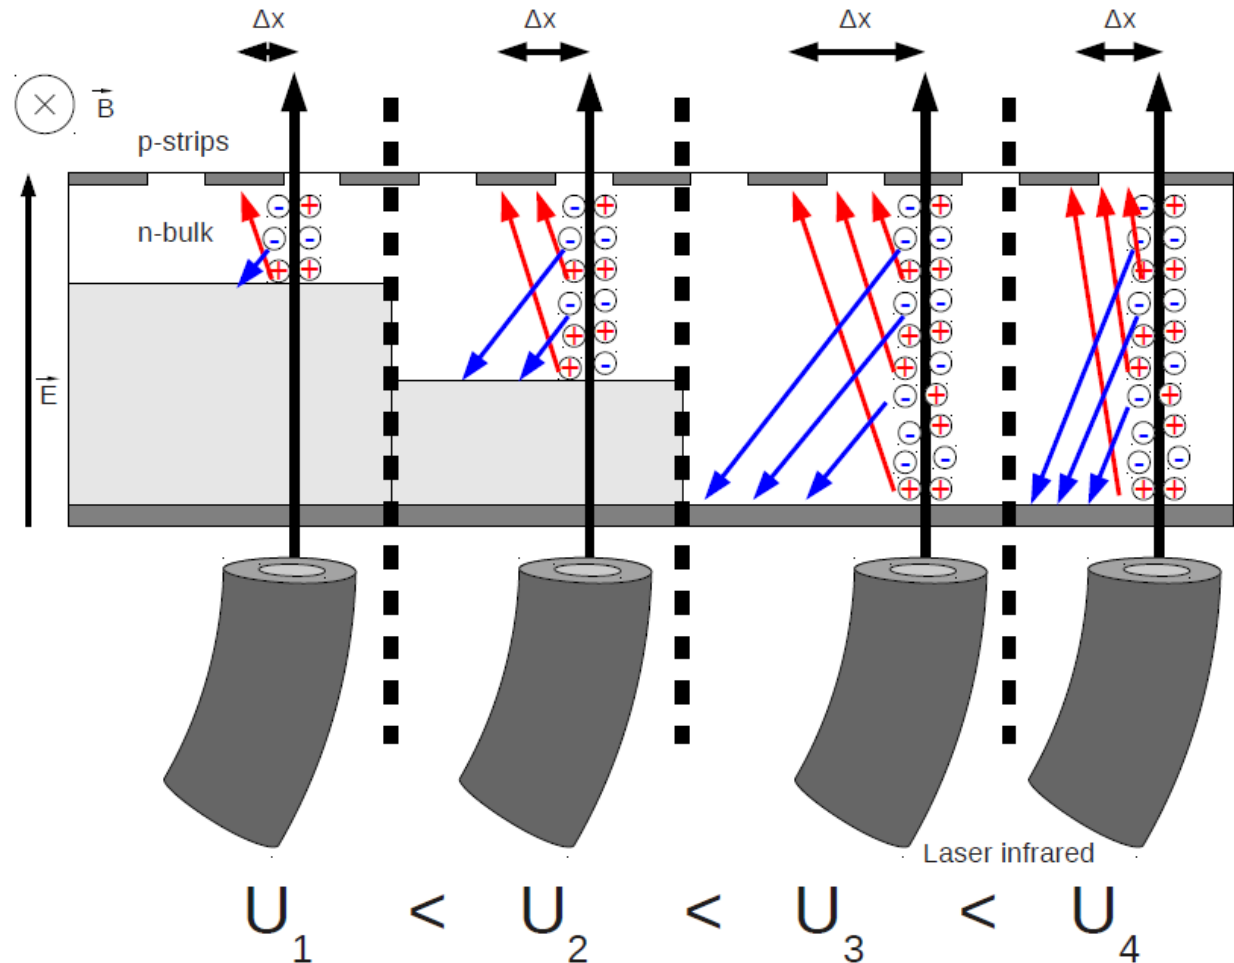 Δx Δx Δx Δx
B
p-strips
n-bulk
E
Laser infrared
U1 < U2 < U3 < U4